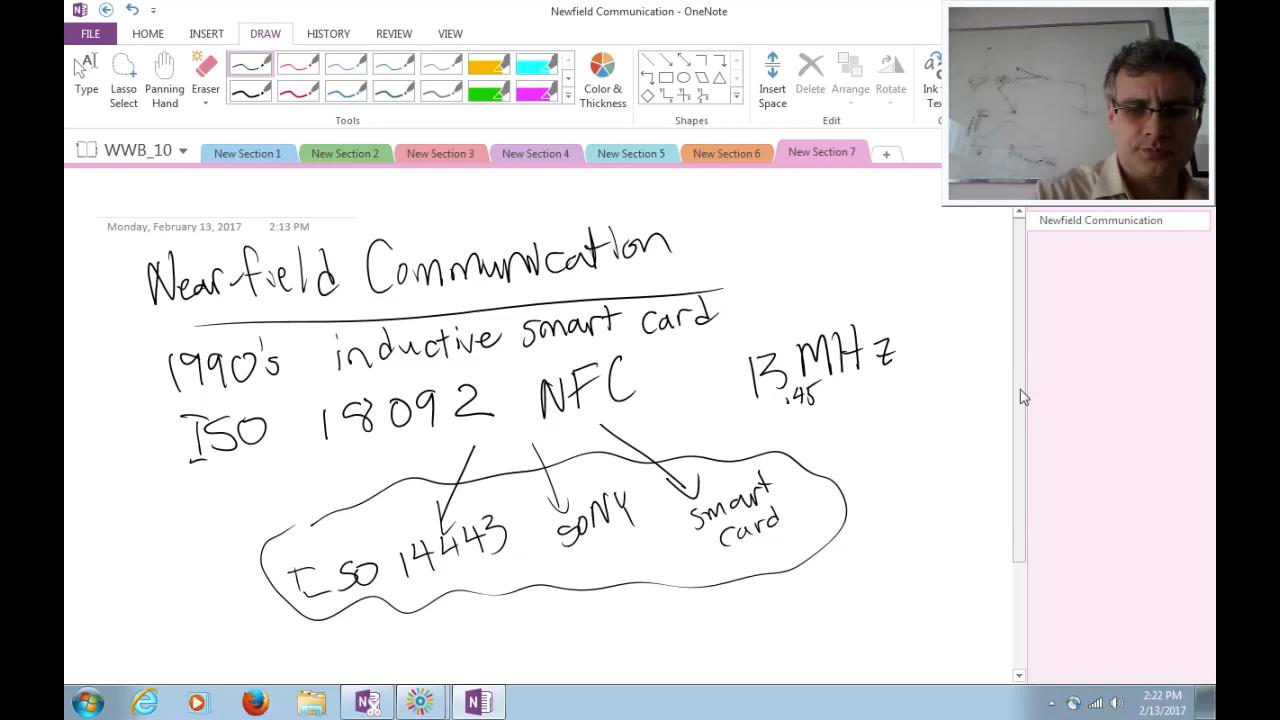 Newfield Communication - OneNote
FILE HOME INSERT DRAW HISTORY REVIEW VIEW
Type
Lasso Select
Panning Hand
Eraser
Color & Thickness
Insert Space
Delete
Arrange
Rotate
Ink to
Tools
Shapes
Edit
WWB_10
New Section 1
New Section 2
New Section 3
New Section 4
New Section 5
New Section 6
New Section 7
Newfield Communication
Monday, February 13, 2017 2:13 PM
Near-field Communication
1990's inductive smart card
13 MHz
.45
ISO 18092 NFC
ISO 14443
SONY
smart
card
2:22 PM
2/13/2017